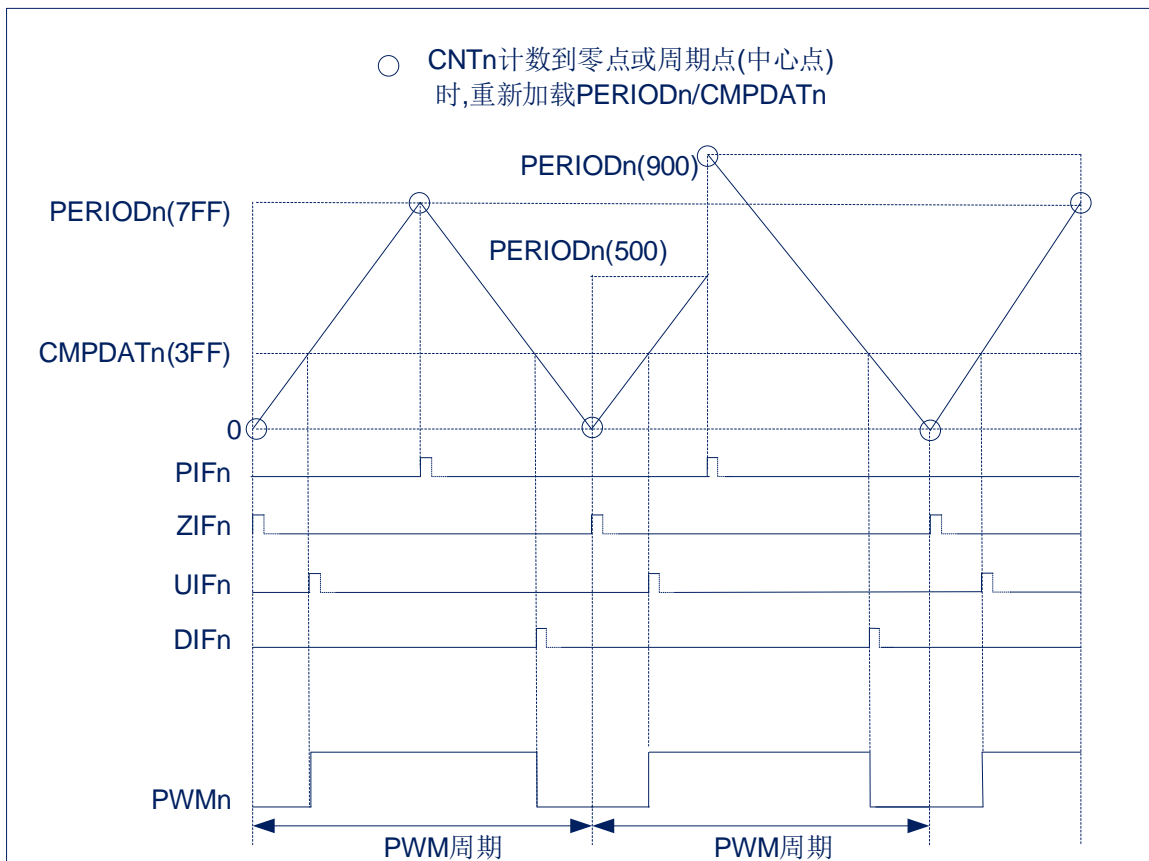 CNTn计数到零点或周期点(中心点)
时,重新加载PERIODn/CMPDATn
PERIODn(900)
PERIODn(7FF)
PERIODn(500)
CMPDATn(3FF)
0
PIFn
ZIFn
UIFn
DIFn
PWMn
PWM周期
PWM周期